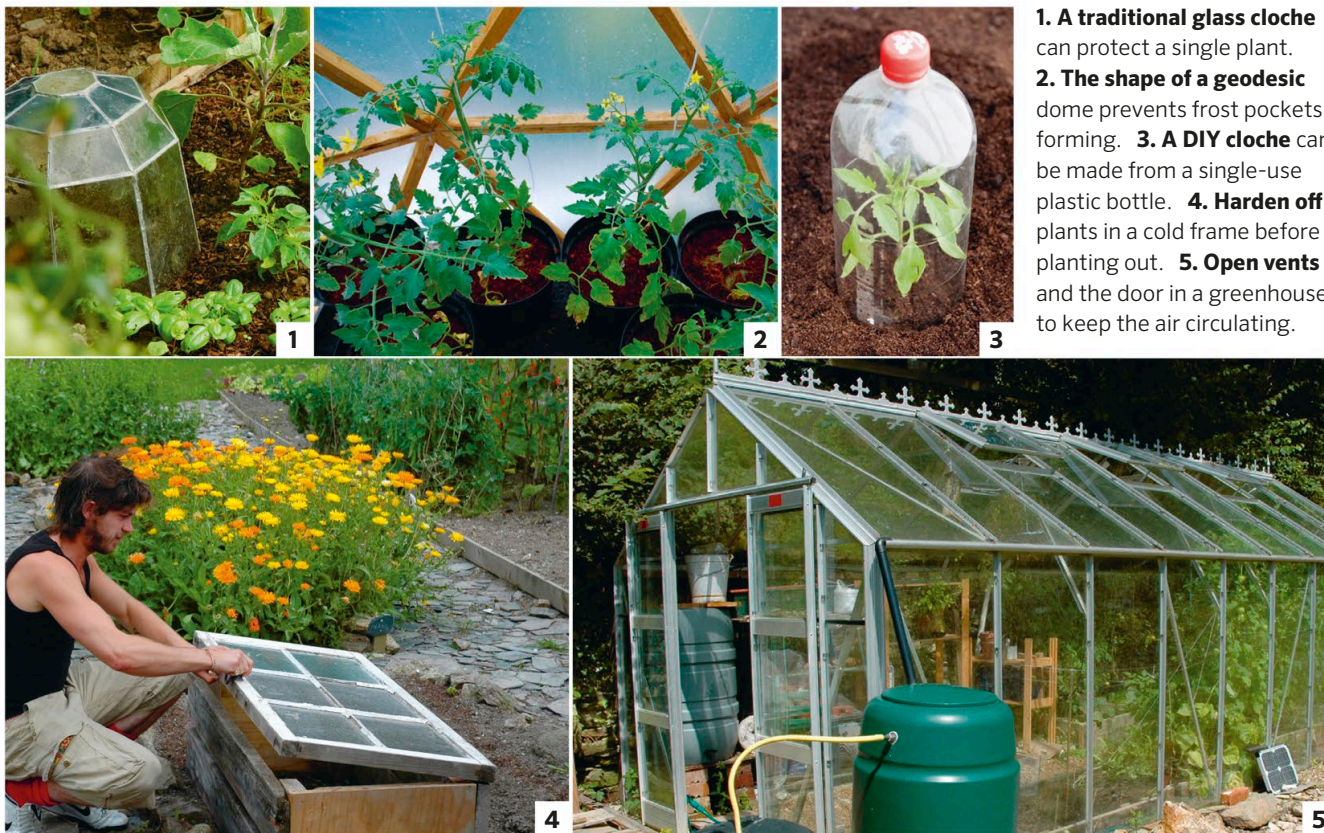 1. A traditional glass cloche
can protect a single plant.
2. The shape of a geodesic
dome prevents frost pockets
forming. 3. A DIY cloche can
be made from a single-use
plastic bottle. 4. Harden off
plants in a cold frame before
planting out. 5. Open vents
and the door in a greenhouse
to keep the air circulating.
1
2
3
4
5